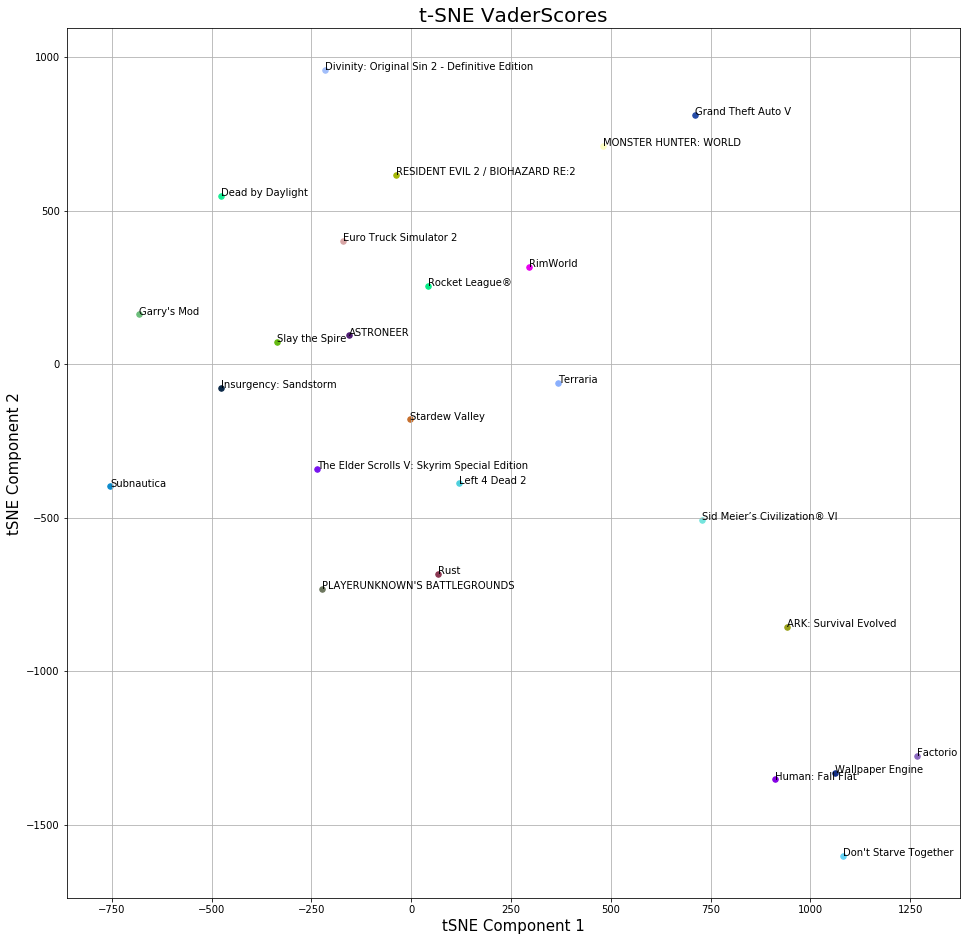 t-SNE VaderScores
1000
Divinity: Original Sin 2 - Definitive Edition
Grand Theft Auto V
MONSTER HUNTER: WORLD
RESIDENT EVIL 2 / BIOHAZARD RE:2
Dead by Daylight
500
Euro Truck Simulator 2
RimWorld
Rocket League®
Garry's Mod
ASTRONEER
Slay the Spire
0
Terraria
Insurgency: Sandstorm
Stardew Valley
The Elder Scrolls V: Skyrim Special Edition
Left 4 Dead 2
Subnautica
tSNE Component 2
−500
Sid Meier’s Civilization® VI
Rust
PLAYERUNKNOWN'S BATTLEGROUNDS
ARK: Survival Evolved
−1000
Factorio
Wallpaper Engine
Human: Fall Flat
−1500
Don't Starve Together
−750 −500 −250 0 250 500 750 1000 1250
tSNE Component 1